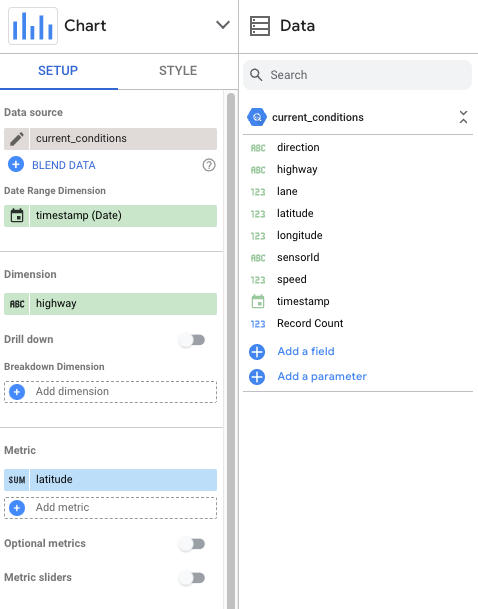 Chart
SETUP
STYLE
Data source
current_conditions
BLEND DATA
Date Range Dimension
timestamp (Date)
Dimension
ABC highway
Drill down
Breakdown Dimension
Add dimension
Metric
SUM latitude
Add metric
Optional metrics
Metric sliders
Data
Search
current_conditions
ABC direction
ABC highway
123 lane
123 latitude
123 longitude
ABC sensorId
123 speed
timestamp
123 Record Count
Add a field
Add a parameter